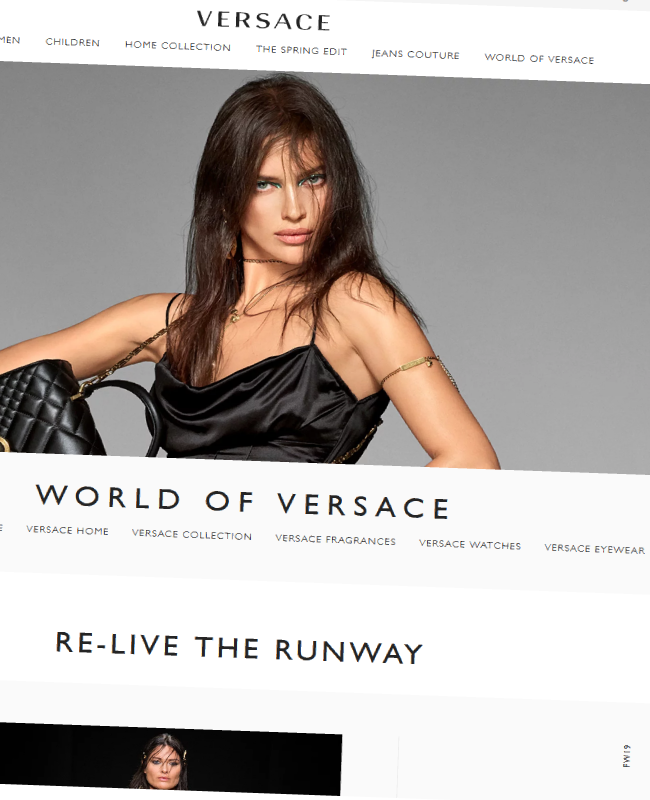 VERSACE
MEN CHILDREN HOME COLLECTION THE SPRING EDIT JEANS COUTURE WORLD OF VERSACE
WORLD OF VERSACE
VERSACE HOME VERSACE COLLECTION VERSACE FRAGRANCES VERSACE WATCHES VERSACE EYEWEAR
RE-LIVE THE RUNWAY
FW19